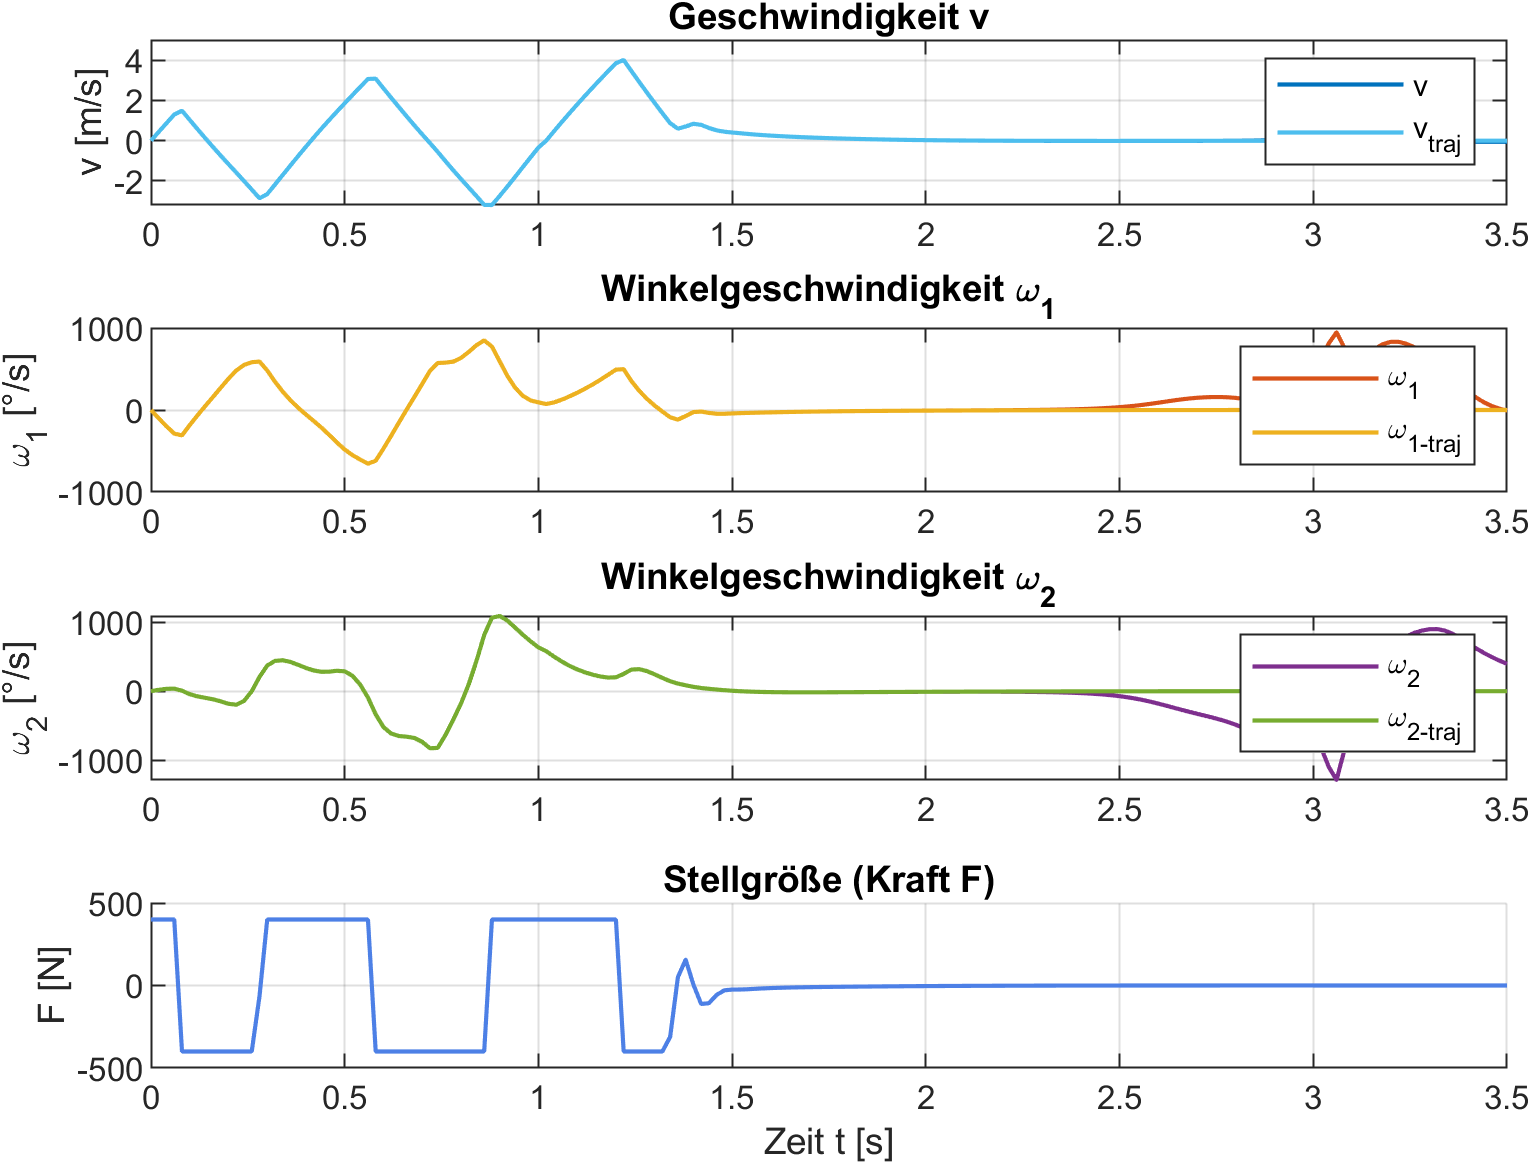 Geschwindigkeit v
v [m/s]
4
2
0
-2
v
v_traj
0 0.5 1 1.5 2 2.5 3 3.5
Winkelgeschwindigkeit ω_1
ω_1 [°/s]
1000
0
-1000
ω_1
ω_1-traj
0 0.5 1 1.5 2 2.5 3 3.5
Winkelgeschwindigkeit ω_2
ω_2 [°/s]
1000
0
-1000
ω_2
ω_2-traj
0 0.5 1 1.5 2 2.5 3 3.5
Stellgröße (Kraft F)
F [N]
500
0
-500
0 0.5 1 1.5 2 2.5 3 3.5
Zeit t [s]